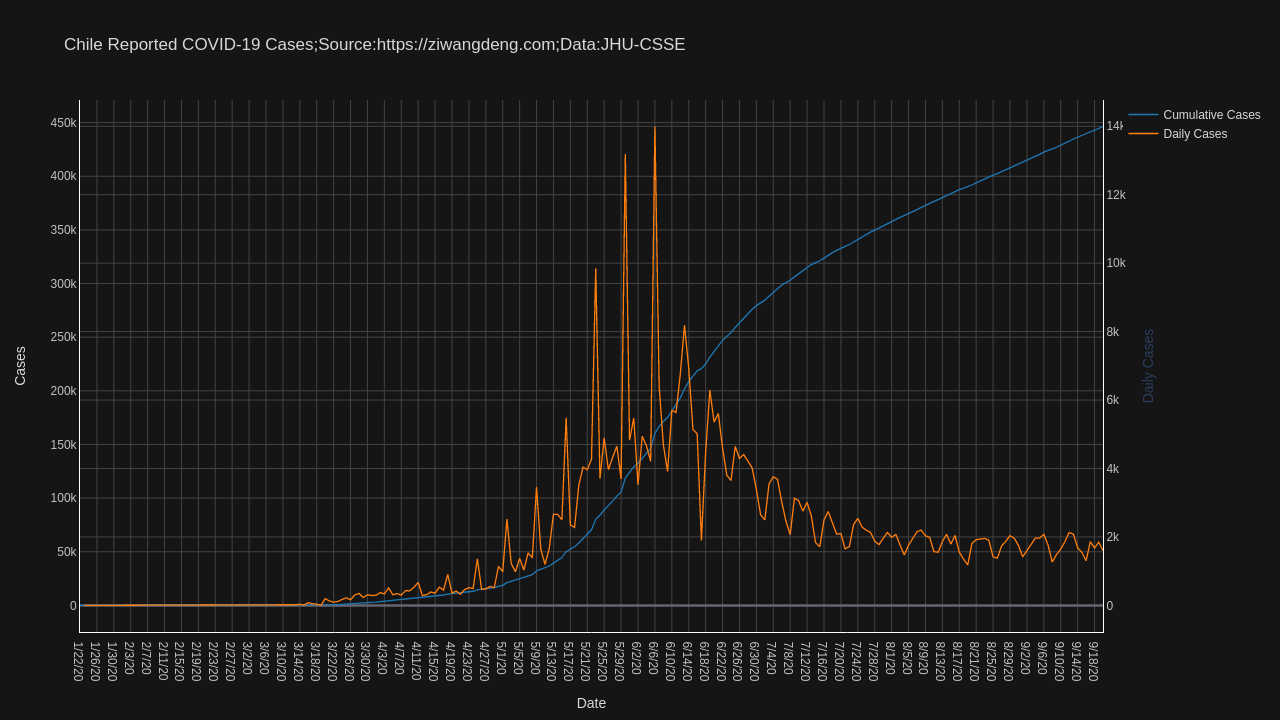 Chile Reported COVID-19 Cases;Source:https://ziwangdeng.com;Data:JHU-CSSE
Cumulative Cases
Daily Cases
450k
400k
350k
300k
250k
200k
150k
100k
50k
0
14k
12k
10k
8k
6k
4k
2k
0
Cases
Daily Cases
1/22/20
1/26/20
1/30/20
2/3/20
2/7/20
2/11/20
2/15/20
2/19/20
2/23/20
2/27/20
3/2/20
3/6/20
3/10/20
3/14/20
3/18/20
3/22/20
3/26/20
3/30/20
4/3/20
4/7/20
4/11/20
4/15/20
4/19/20
4/23/20
4/27/20
5/1/20
5/5/20
5/9/20
5/13/20
5/17/20
5/21/20
5/25/20
5/29/20
6/2/20
6/6/20
6/10/20
6/14/20
6/18/20
6/22/20
6/26/20
6/30/20
7/4/20
7/8/20
7/12/20
7/16/20
7/20/20
7/24/20
7/28/20
8/1/20
8/5/20
8/9/20
8/13/20
8/17/20
8/21/20
8/25/20
8/29/20
9/2/20
9/6/20
9/10/20
9/14/20
9/18/20
Date